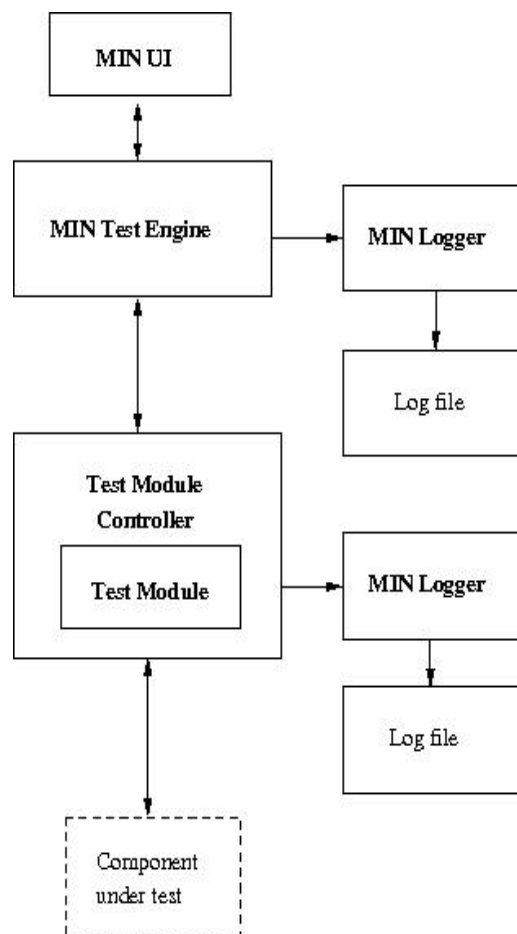 MIN UI
MIN Test Engine
MIN Logger
Log file
Test Module
Controller
Test Module
MIN Logger
Log file
Component
under test